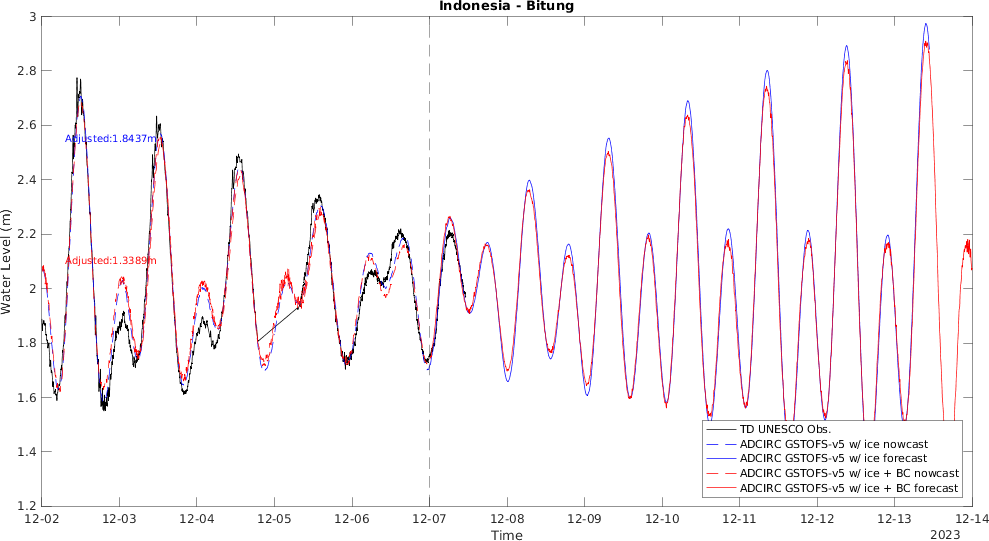 Indonesia - Bitung
3
2.8
2.6
2.4
2.2
2
1.8
1.6
1.4
1.2
Water Level (m)
Adjusted:1.8437m
Adjusted:1.3389m
TD UNESCO Obs.
ADCIRC GSTOFS-v5 w/ ice nowcast
ADCIRC GSTOFS-v5 w/ ice forecast
ADCIRC GSTOFS-v5 w/ ice + BC nowcast
ADCIRC GSTOFS-v5 w/ ice + BC forecast
12-02 12-03 12-04 12-05 12-06 12-07 12-08 12-09 12-10 12-11 12-12 12-13 12-14
Time
2023